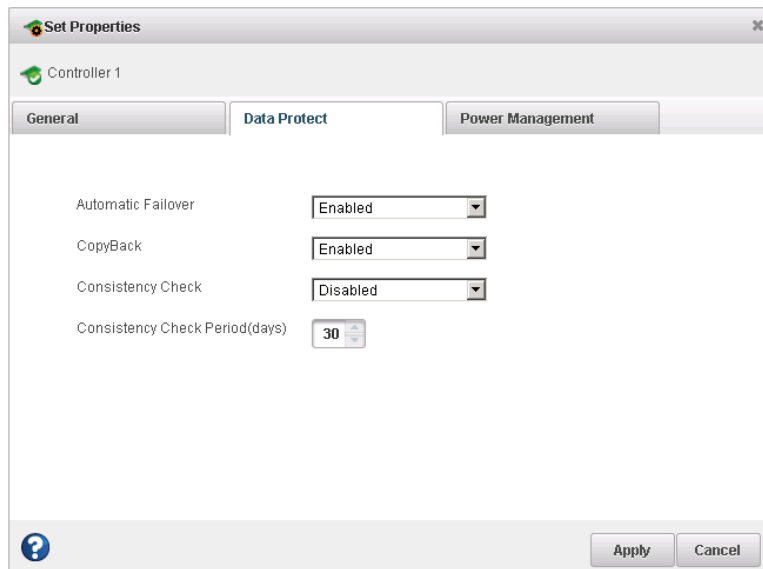 Set Properties
Controller 1
General Data Protect Power Management
Automatic Failover Enabled
CopyBack Enabled
Consistency Check Disabled
Consistency Check Period(days) 30
Apply Cancel